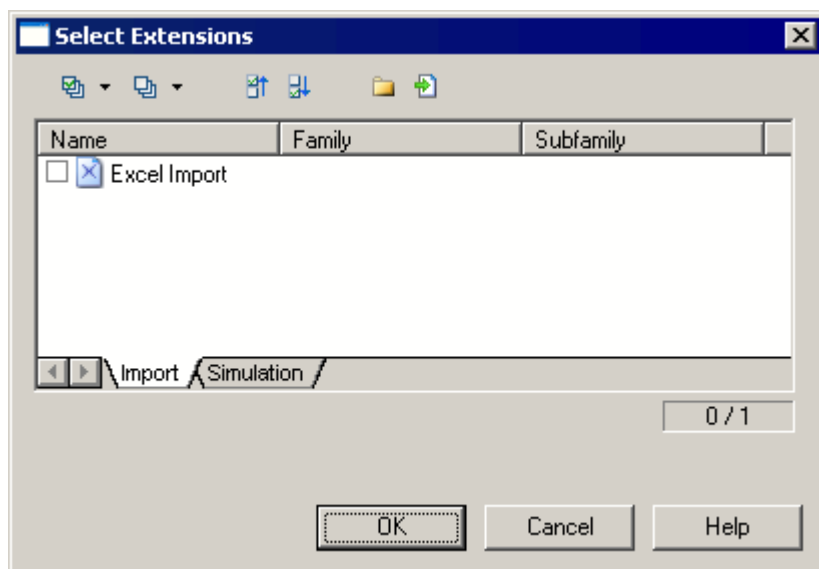 Select Extensions
Name Family Subfamily
Excel Import
Import Simulation
0 / 1
OK Cancel Help